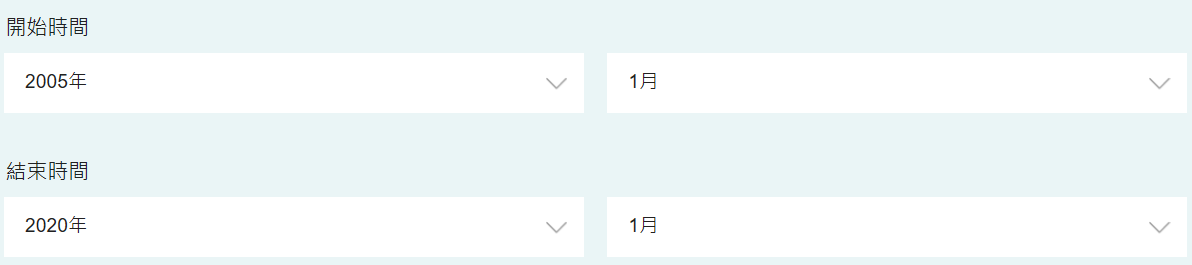 開始時間
2005年 1月
結束時間
2020年 1月